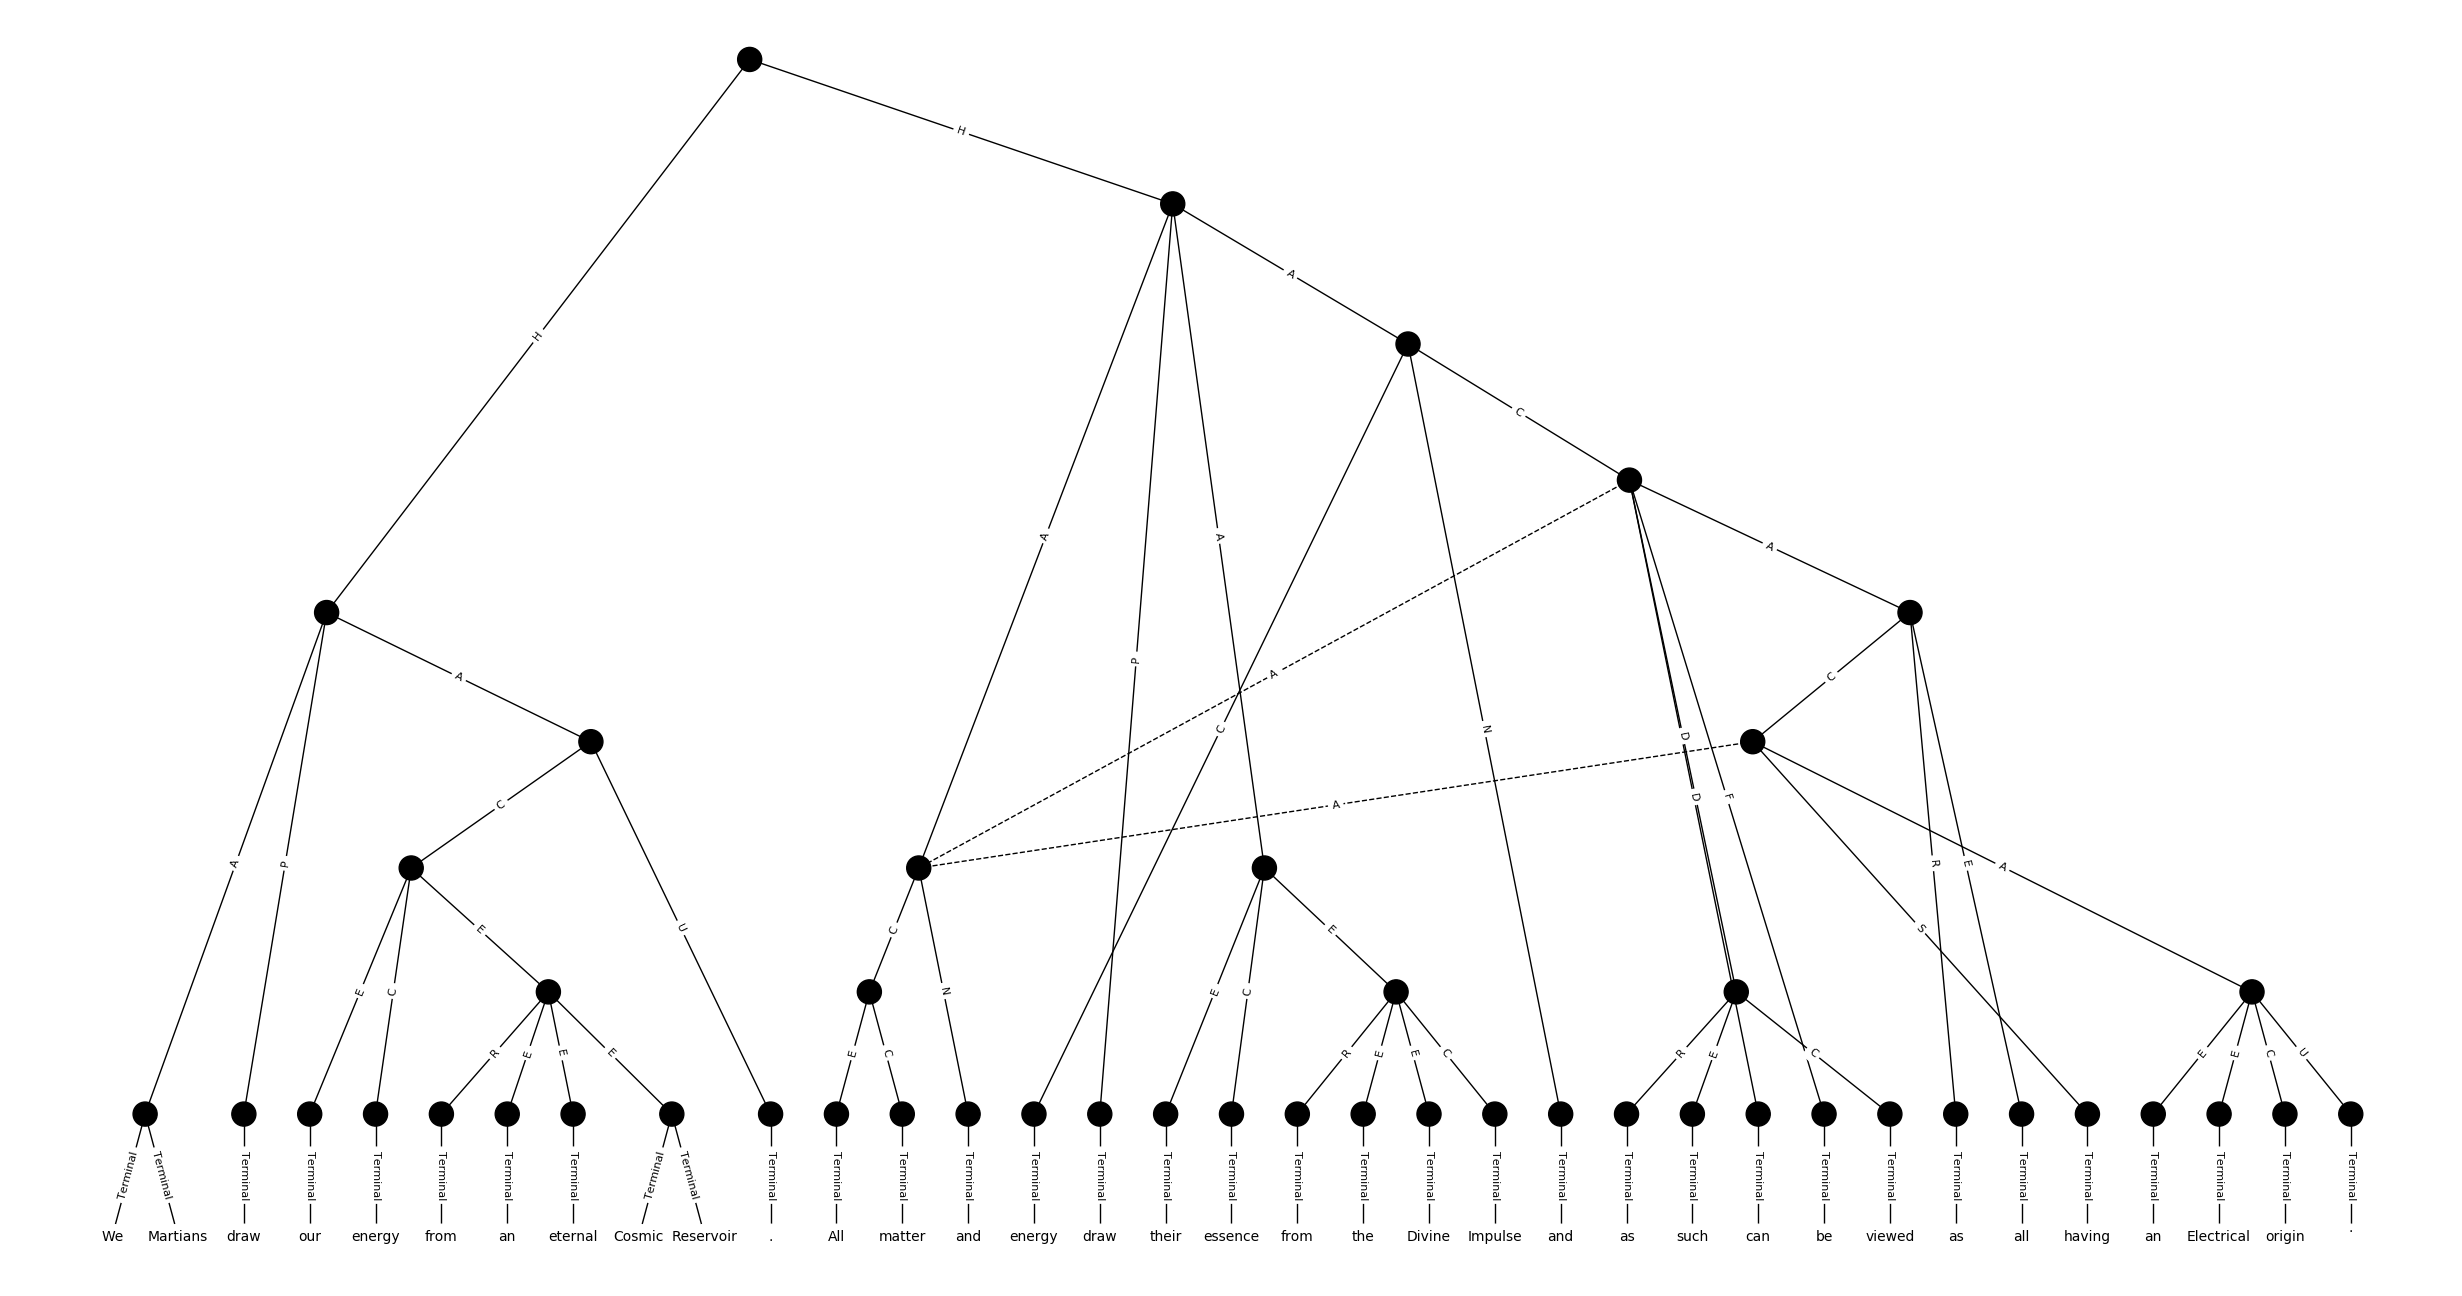 H
H
A
A
C
A
A
P
A
A
A
P
C
N
C
D
D
F
A
A
A
C
C
U
E
C
E
R
E
E
E
C
N
E
C
E
C
E
R
E
E
C
R
E
C
R
E
S
A
E
E
C
U
Terminal Terminal Terminal Terminal Terminal Terminal Terminal Terminal Terminal Terminal Terminal Terminal Terminal Terminal Terminal Terminal Terminal Terminal Terminal Terminal Terminal Terminal Terminal Terminal Terminal Terminal Terminal Terminal Terminal Terminal Terminal Terminal Terminal Terminal Terminal
We Martians draw our energy from an eternal Cosmic Reservoir . All matter and energy draw their essence from the Divine Impulse and as such can be viewed as all having an Electrical origin .